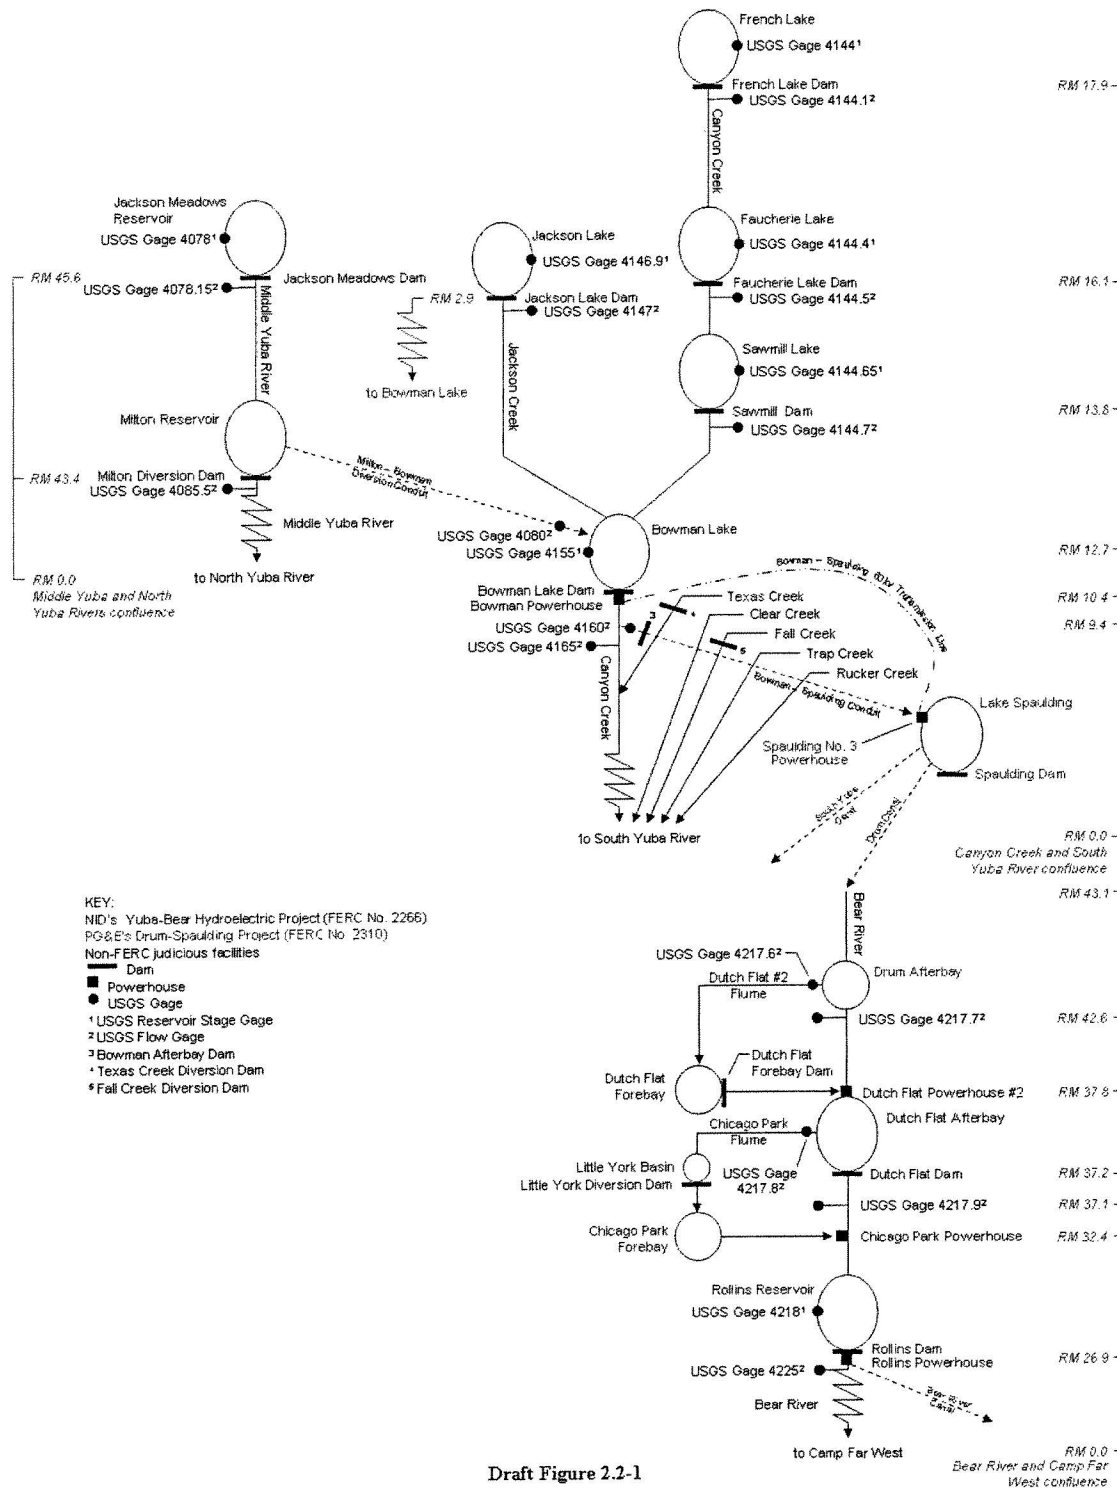 French Lake
USGS Gage 4144¹
French Lake Dam
RM 17.9
USGS Gage 4144.1²
Canyon Creek
Jackson Meadows
Reservoir
USGS Gage 4078¹
Faucherie Lake
USGS Gage 4144.4¹
Jackson Lake
USGS Gage 4146.9¹
RM 45.6
Jackson Meadows Dam
USGS Gage 4078.15²
Faucherie Lake Dam
RM 16.1
USGS Gage 4144.5²
RM 2.9
Jackson Lake Dam
USGS Gage 4147²
Middle Yuba River
Jackson Creek
to Bowman Lake
Sawmill Lake
USGS Gage 4144.65¹
Sawmill Dam
RM 13.8
USGS Gage 4144.7²
Milton Reservoir
Milton - Bowman
Diversion Conduit
RM 43.4
Milton Diversion Dam
USGS Gage 4085.5²
Middle Yuba River
to North Yuba River
RM 0.0
Middle Yuba and North
Yuba Rivers confluence
Bowman Lake
USGS Gage 4080²
USGS Gage 4155¹
RM 12.7
Bowman – Spaulding 60 kV Transmission Line
Bowman Lake Dam
Bowman Powerhouse
Texas Creek
RM 10.4
Clear Creek
USGS Gage 4160²
3
4
RM 9.4
Fall Creek
USGS Gage 4165²
5
Trap Creek
Rucker Creek
Canyon Creek
Bowman – Spaulding Conduit
Lake Spaulding
Spaulding No. 3
Powerhouse
Spaulding Dam
South Yuba
Canal
Drum Canal
to South Yuba River
RM 0.0
Canyon Creek and South
Yuba River confluence
RM 43.1
Bear River
KEY:
NID's Yuba-Bear Hydroelectric Project (FERC No. 2266)
PG&E's Drum-Spaulding Project (FERC No. 2310)
Non-FERC judicious facilities
Dam
Powerhouse
USGS Gage
¹ USGS Reservoir Stage Gage
² USGS Flow Gage
³ Bowman Afterbay Dam
⁴ Texas Creek Diversion Dam
⁵ Fall Creek Diversion Dam
USGS Gage 4217.6²
Drum Afterbay
Dutch Flat #2
Flume
USGS Gage 4217.7²
RM 42.6
Dutch Flat
Forebay Dam
Dutch Flat
Forebay
Dutch Flat Powerhouse #2
RM 37.8
Dutch Flat Afterbay
Chicago Park
Flume
Little York Basin
Little York Diversion Dam
USGS Gage
4217.8²
Dutch Flat Dam
RM 37.2
USGS Gage 4217.9²
RM 37.1
Chicago Park
Forebay
Chicago Park Powerhouse
RM 32.4
Rollins Reservoir
USGS Gage 4218¹
Rollins Dam
Rollins Powerhouse
RM 26.9
USGS Gage 4225²
Bear River
Canal
Bear River
to Camp Far West
RM 0.0
Bear River and Camp Far
West confluence
Draft Figure 2.2-1